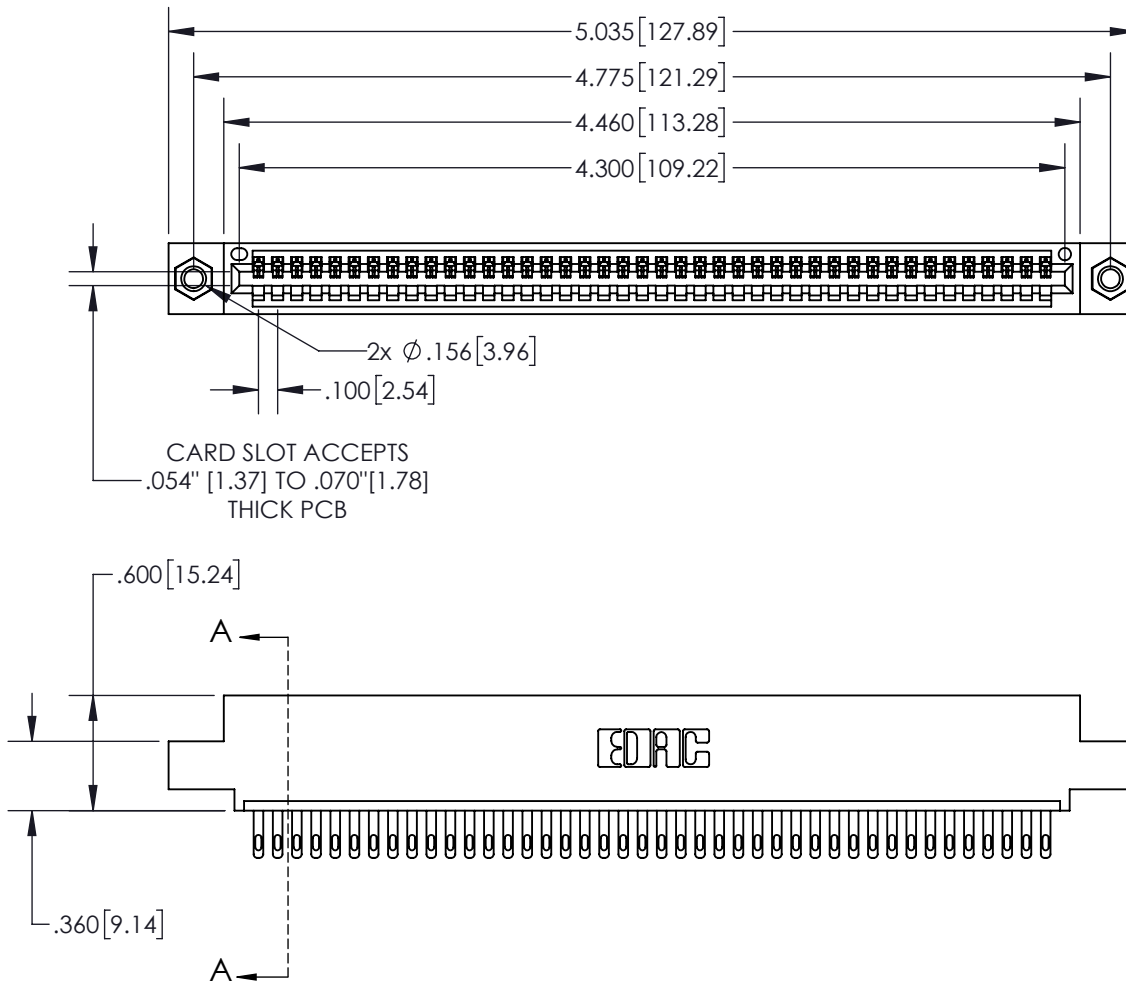 5.035[127.89]
4.775[121.29]
4.460[113.28]
4.300[109.22]
2x Ø.156[3.96]
.100[2.54]
CARD SLOT ACCEPTS
.054" [1.37] TO .070"[1.78]
THICK PCB
.600[15.24]
A
EDAC
.360[9.14]
A